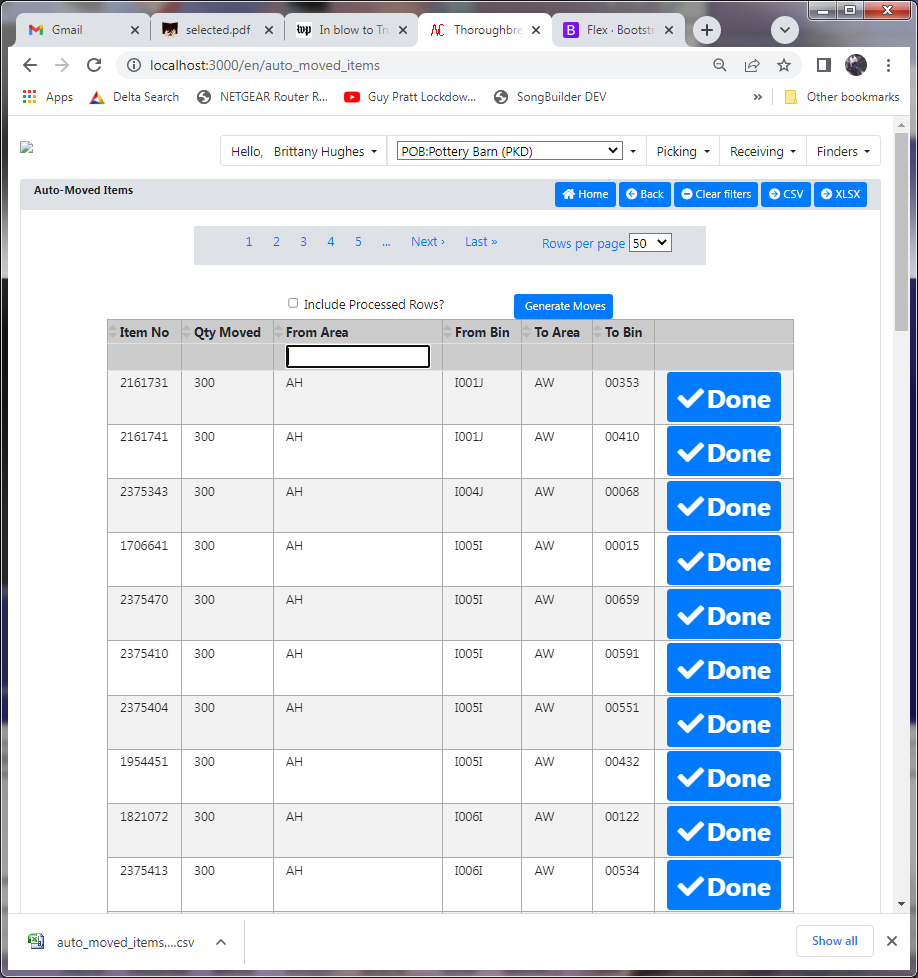 Gmail
selected.pdf
wp
In blow to Tru
Thoroughbre
B
Flex · Bootstr
localhost:3000/en/auto_moved_items
Apps
Delta Search
NETGEAR Router R...
Guy Pratt Lockdow...
SongBuilder DEV
»
Other bookmarks
Hello, Brittany Hughes
POB:Pottery Barn (PKD)
Picking
Receiving
Finders
Auto-Moved Items
Home
Back
Clear filters
CSV
XLSX
1 2 3 4 5 ... Next › Last » Rows per page 50
Include Processed Rows?
Generate Moves
Item No Qty Moved From Area From Bin To Area To Bin
2161731 300 AH I001J AW 00353 Done
2161741 300 AH I001J AW 00410 Done
2375343 300 AH I004J AW 00068 Done
1706641 300 AH I005I AW 00015 Done
2375470 300 AH I005I AW 00659 Done
2375410 300 AH I005I AW 00591 Done
2375404 300 AH I005I AW 00551 Done
1954451 300 AH I005I AW 00432 Done
1821072 300 AH I006I AW 00122 Done
2375413 300 AH I006I AW 00534 Done
auto_moved_items....csv
Show all